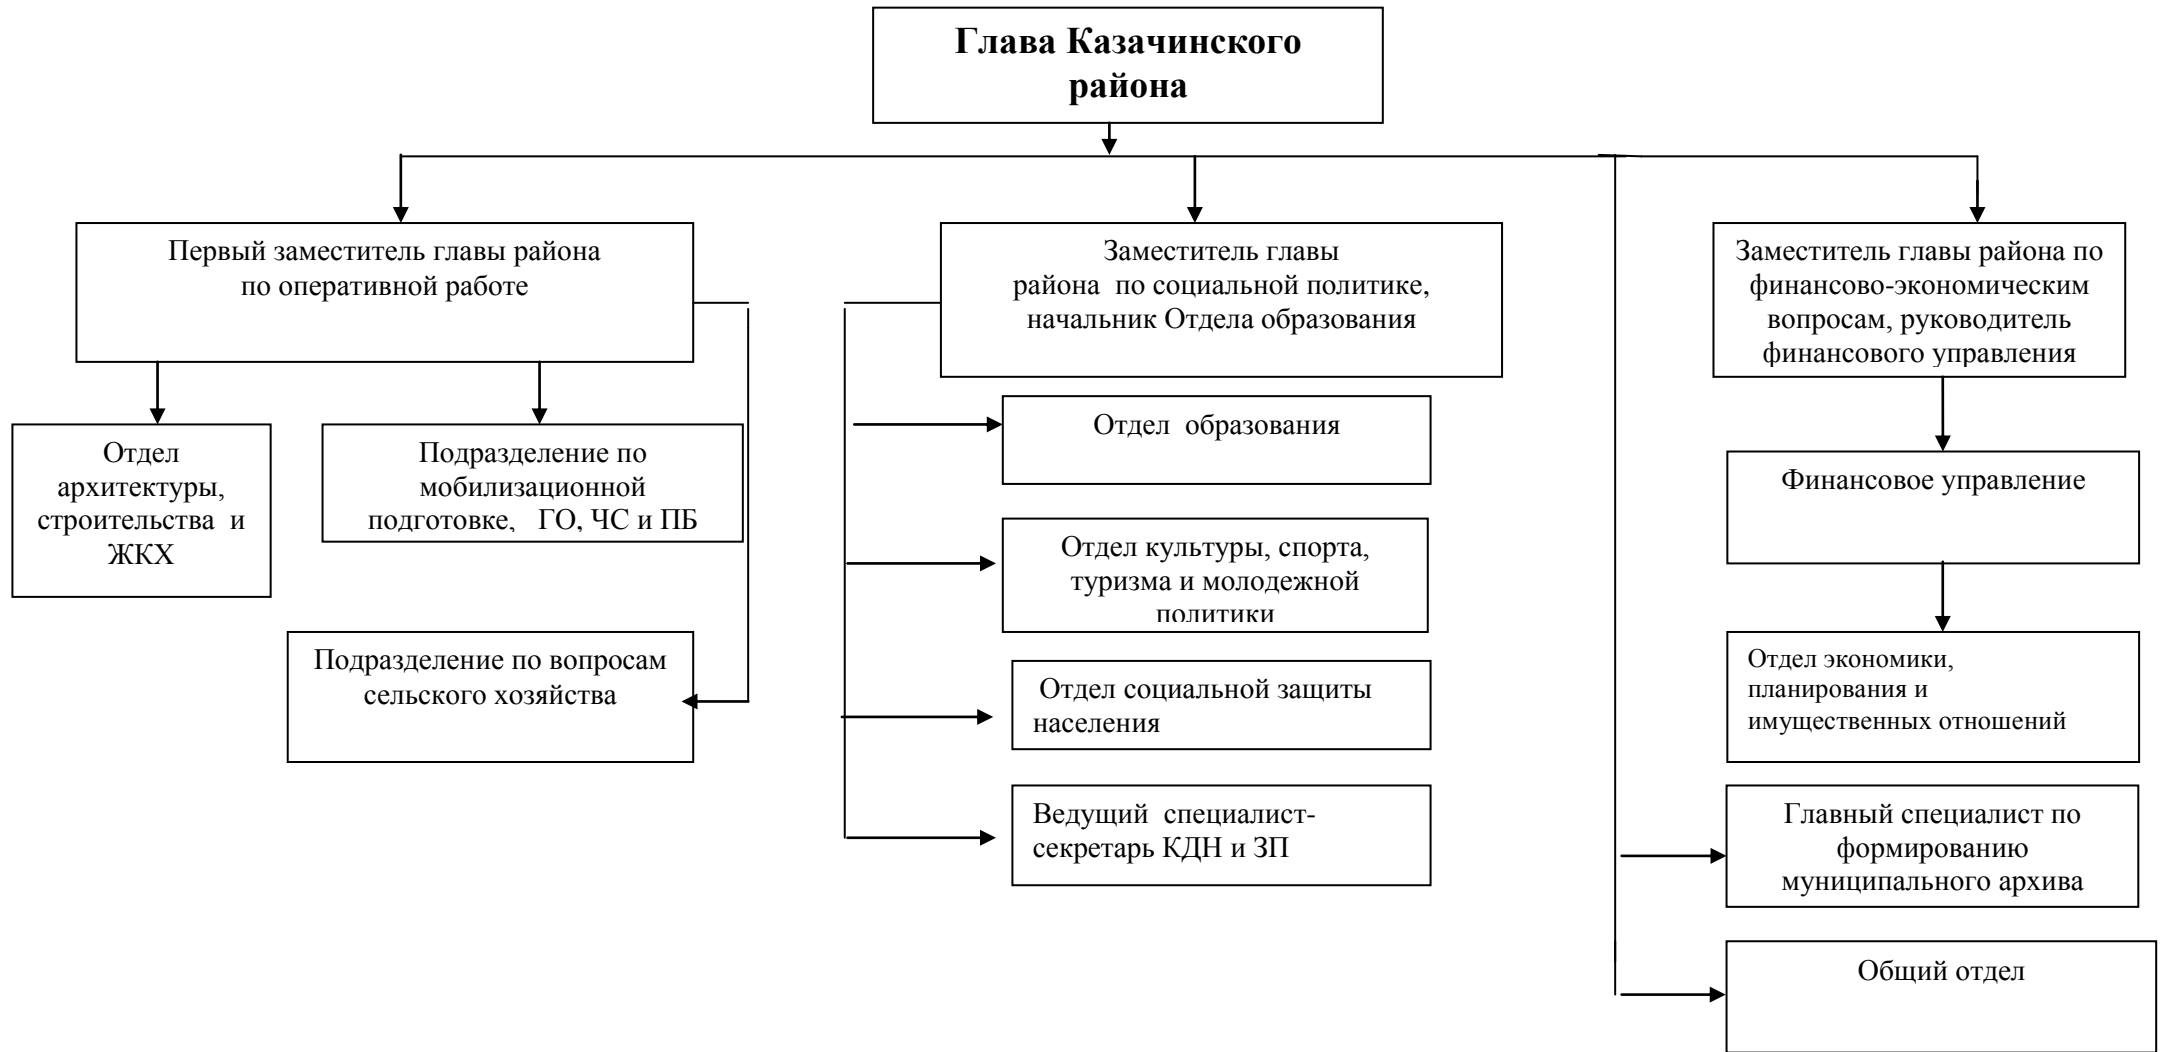 Глава Казачинского
района
Первый заместитель главы района
по оперативной работе
Заместитель главы
района по социальной политике,
начальник Отдела образования
Заместитель главы района по
финансово-экономическим
вопросам, руководитель
финансового управления
Отдел
архитектуры,
строительства и
ЖКХ
Подразделение по
мобилизационной
подготовке, ГО, ЧС и ПБ
Подразделение по вопросам
сельского хозяйства
Отдел образования
Отдел культуры, спорта,
туризма и молодежной
политики
Отдел социальной защиты
населения
Ведущий специалист-
секретарь КДН и ЗП
Финансовое управление
Отдел экономики,
планирования и
имущественных отношений
Главный специалист по
формированию
муниципального архива
Общий отдел